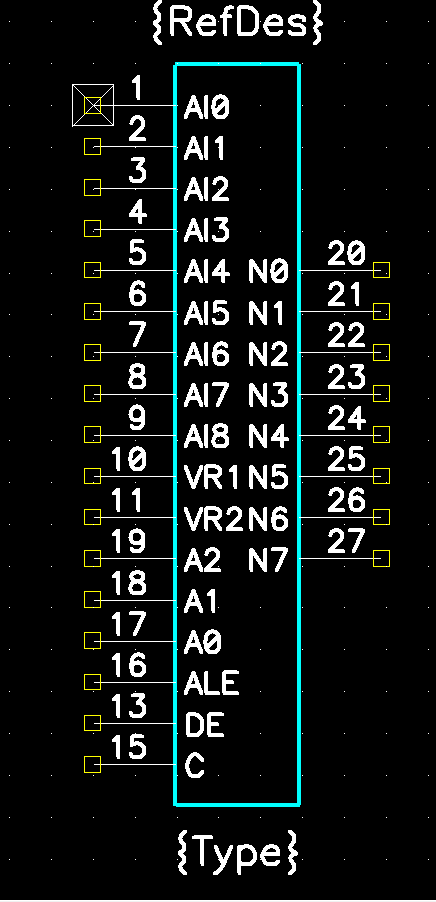 {RefDes}
1 AI0
2 AI1
3 AI2
4 AI3
5 AI4 N0 20
6 AI5 N1 21
7 AI6 N2 22
8 AI7 N3 23
9 AI8 N4 24
10 VR1 N5 25
11 VR2 N6 26
19 A2 N7 27
18 A1
17 A0
16 ALE
13 DE
15 C
{Type}